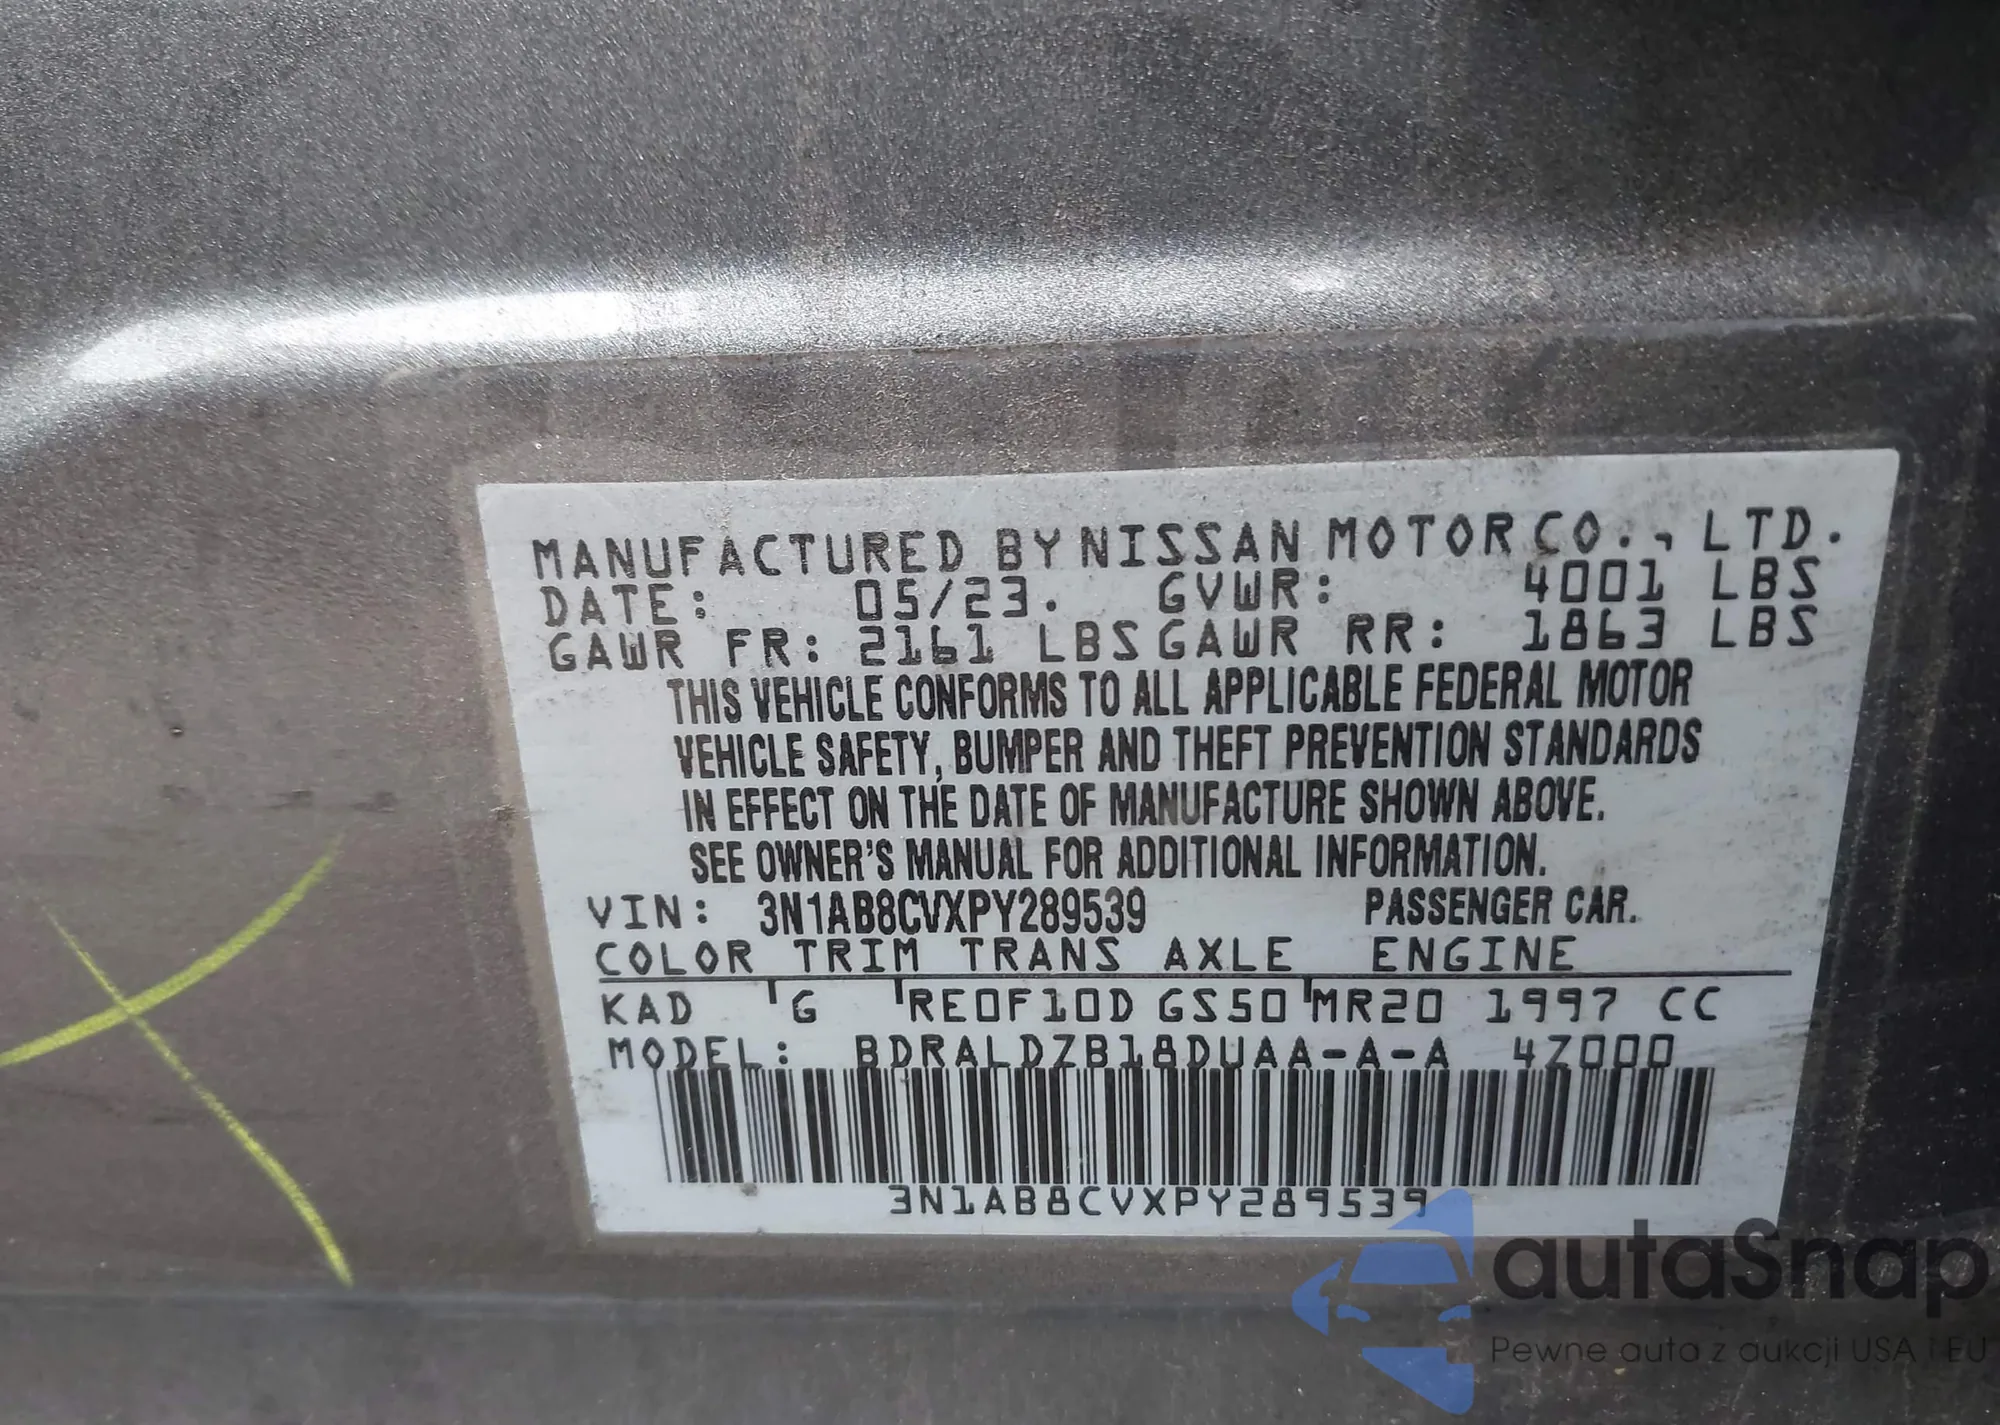 MANUFACTURED BY NISSAN MOTOR CO., LTD.
DATE: 05/23. GVWR: 4001 LBS
GAWR FR: 2161 LBS GAWR RR: 1863 LBS
THIS VEHICLE CONFORMS TO ALL APPLICABLE FEDERAL MOTOR
VEHICLE SAFETY, BUMPER AND THEFT PREVENTION STANDARDS
IN EFFECT ON THE DATE OF MANUFACTURE SHOWN ABOVE.
SEE OWNER'S MANUAL FOR ADDITIONAL INFORMATION.
VIN: 3N1AB8CVXPY289539 PASSENGER CAR.
COLOR TRIM TRANS AXLE ENGINE
KAD G RE0F10D GS50 MR20 1997 CC
MODEL: BDRALDZB18DUAA-A-A 4Z000
3N1AB8CVXPY289539
autaSnap
Pewne auta z aukcji USA i EU